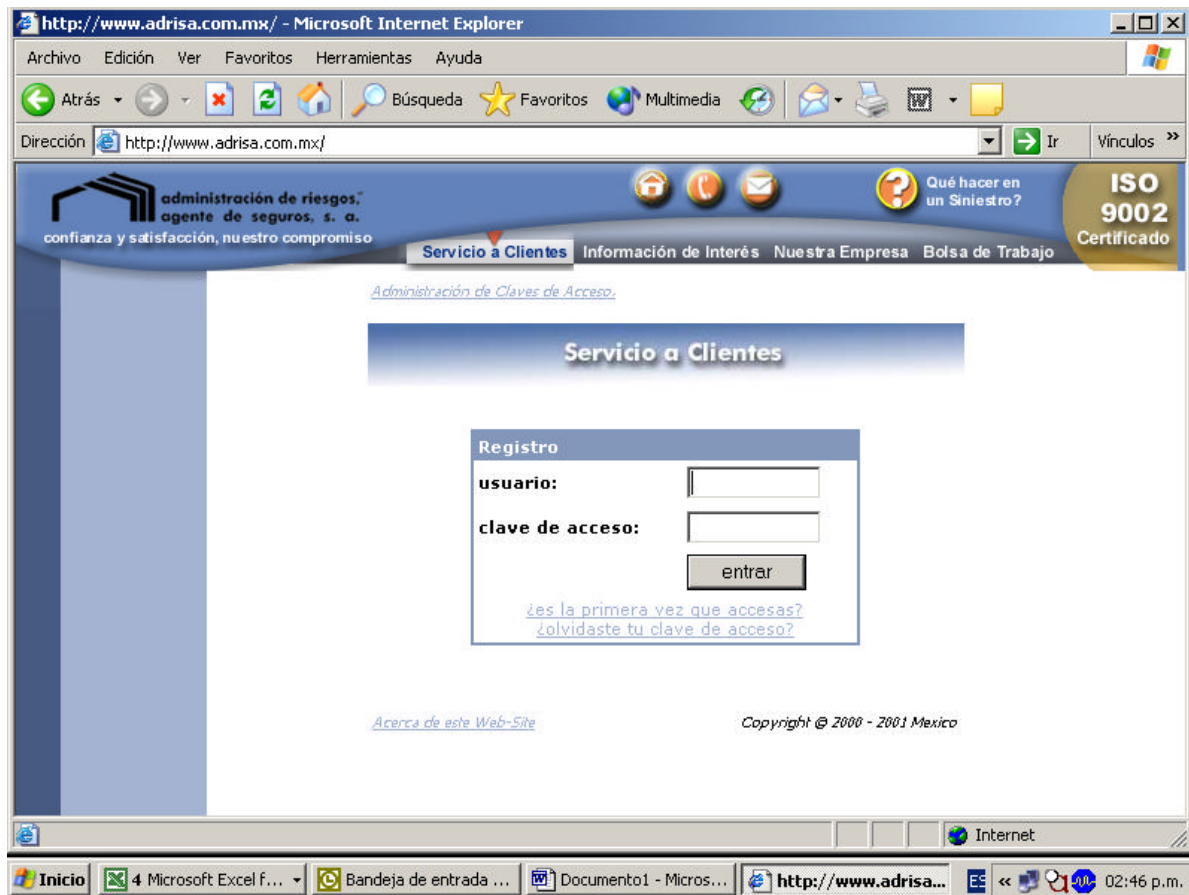 http://www.adrisa.com.mx/ - Microsoft Internet Explorer
Archivo Edición Ver Favoritos Herramientas Ayuda
Atrás Búsqueda Favoritos Multimedia
Dirección http://www.adrisa.com.mx/ Ir Vínculos »
administración de riesgos,
agente de seguros, s. a.
confianza y satisfacción, nuestro compromiso
Qué hacer en
un Siniestro?
ISO
9002
Certificado
Servicio a Clientes Información de Interés Nuestra Empresa Bolsa de Trabajo
Administración de Claves de Acceso.
Servicio a Clientes
Registro
usuario:
clave de acceso:
entrar
¿es la primera vez que accesas?
¿olvidaste tu clave de acceso?
Acerca de este Web-Site Copyright @ 2000 - 2001 Mexico
Internet
Inicio 4 Microsoft Excel f... Bandeja de entrada ... Documento1 - Micros... http://www.adrisa... ES « 02:46 p.m.